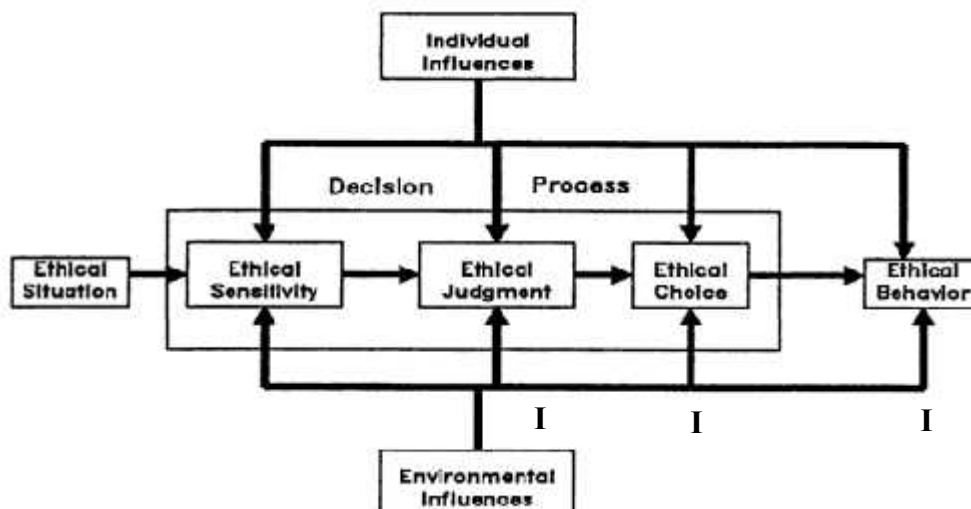 Individual
Influences
Decision Process
Ethical
Situation
Ethical
Sensitivity
Ethical
Judgment
Ethical
Choice
Ethical
Behavior
I I I
Environmental
Influences